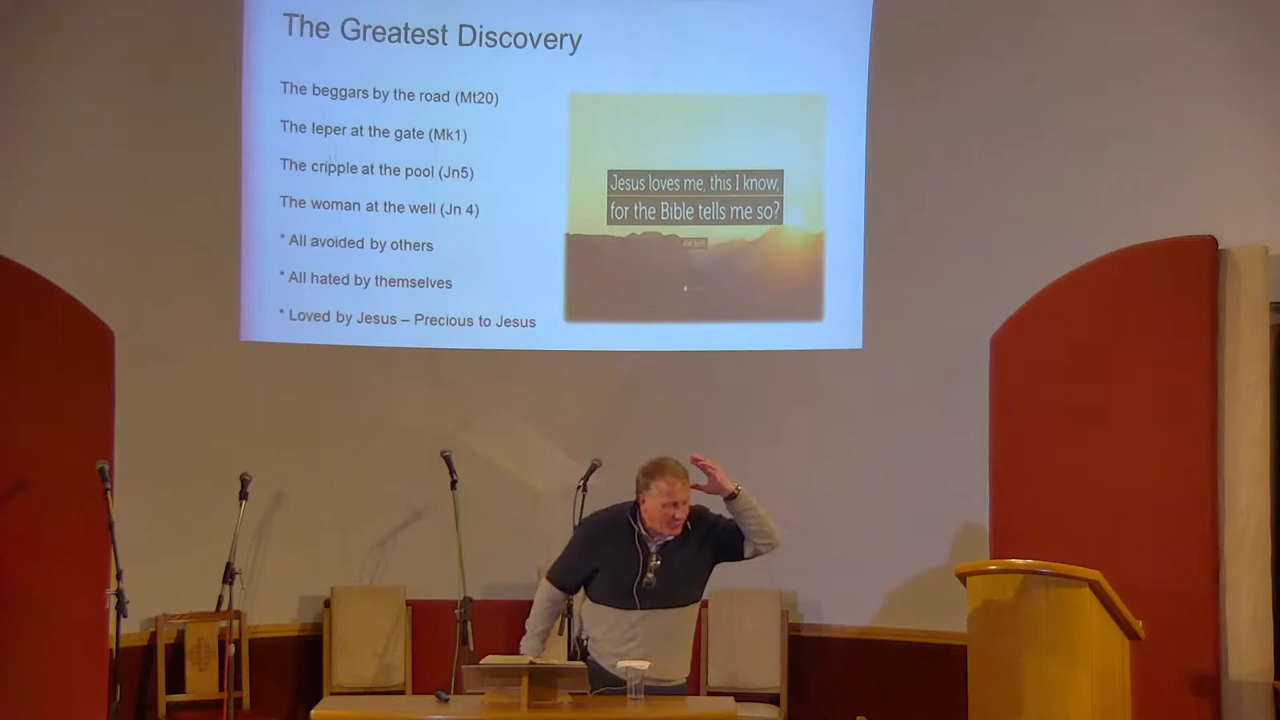 The Greatest Discovery
The beggars by the road (Mt20)
The leper at the gate (Mk1)
The cripple at the pool (Jn5)
The woman at the well (Jn 4)
* All avoided by others
* All hated by themselves
* Loved by Jesus – Precious to Jesus
Jesus loves me, this I know,
for the Bible tells me so?